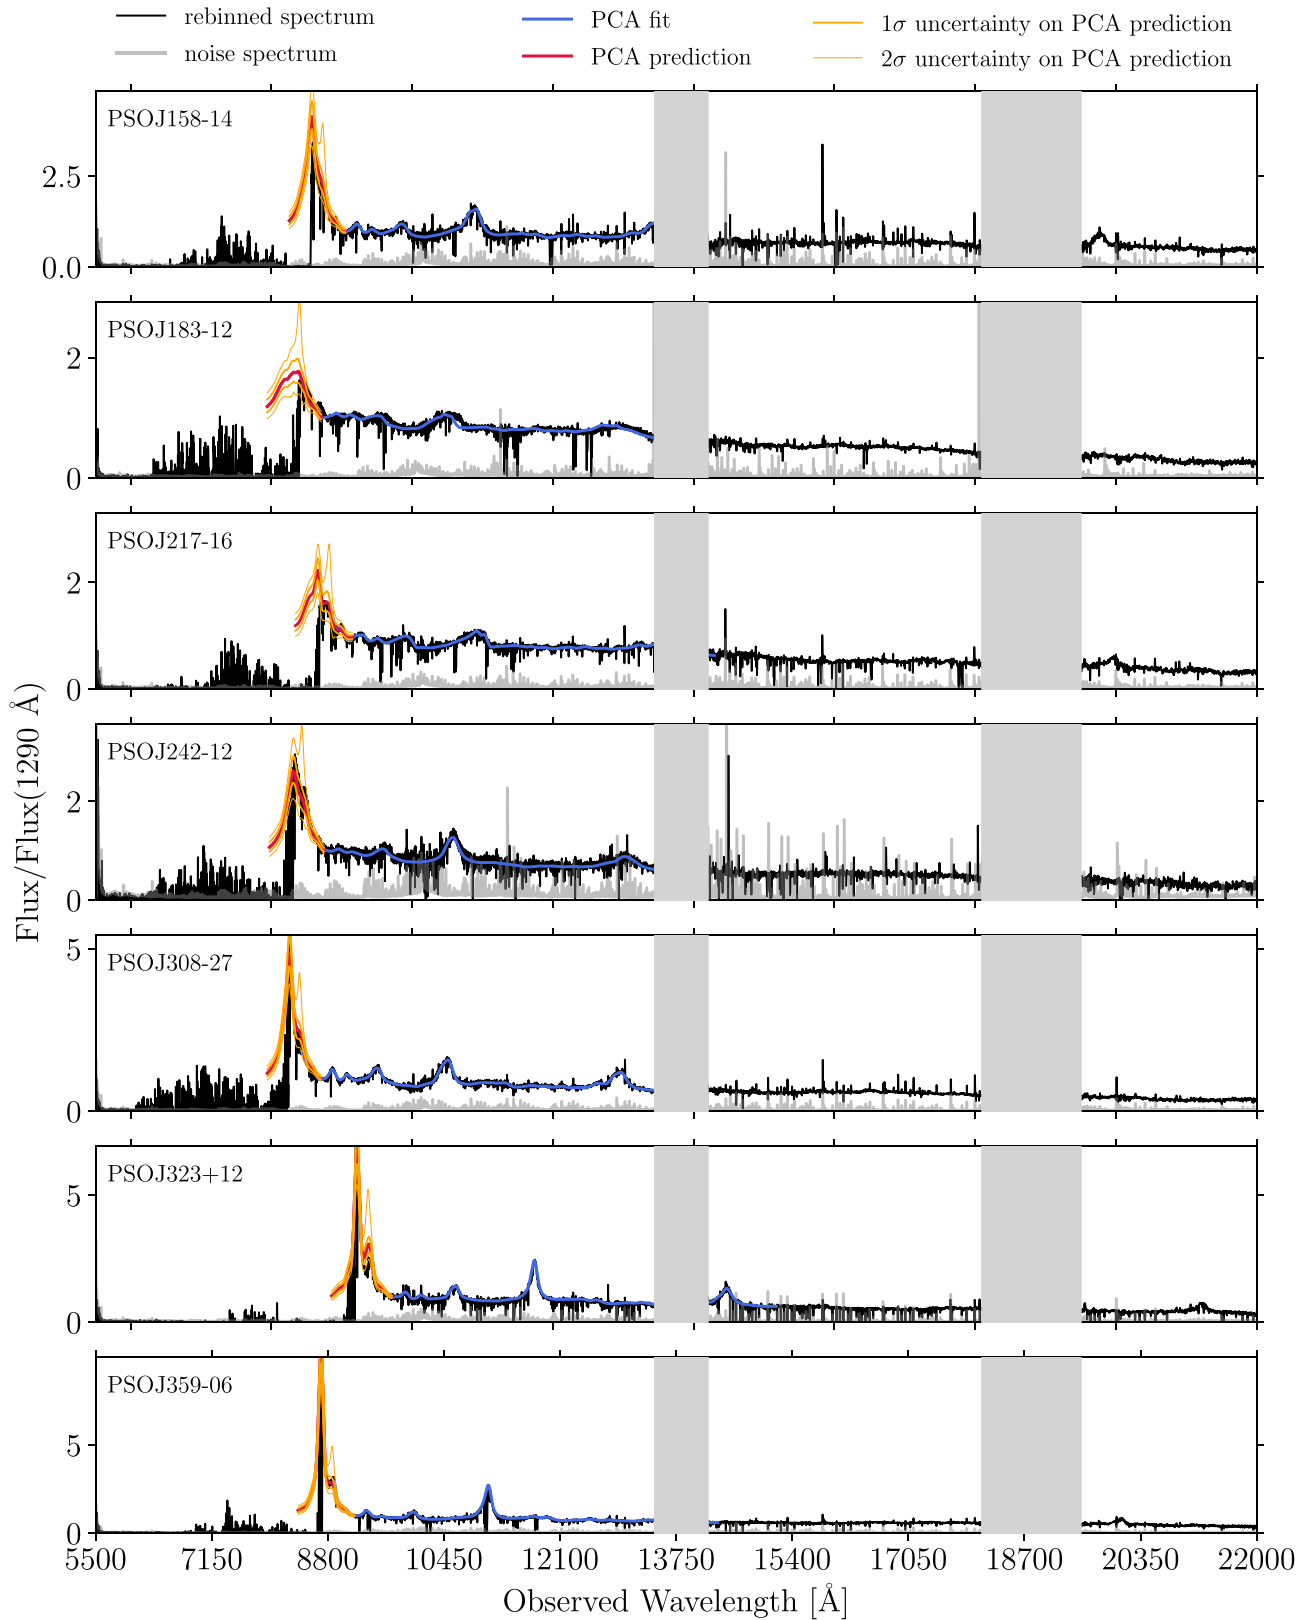 rebinned spectrum
noise spectrum
PCA fit
PCA prediction
1σ uncertainty on PCA prediction
2σ uncertainty on PCA prediction
PSOJ158-14
2.5
0.0
PSOJ183-12
2
0
PSOJ217-16
2
0
Flux/Flux(1290 Å)
PSOJ242-12
2
0
PSOJ308-27
5
0
PSOJ323+12
5
0
PSOJ359-06
5
0
5500 7150 8800 10450 12100 13750 15400 17050 18700 20350 22000
Observed Wavelength [Å]